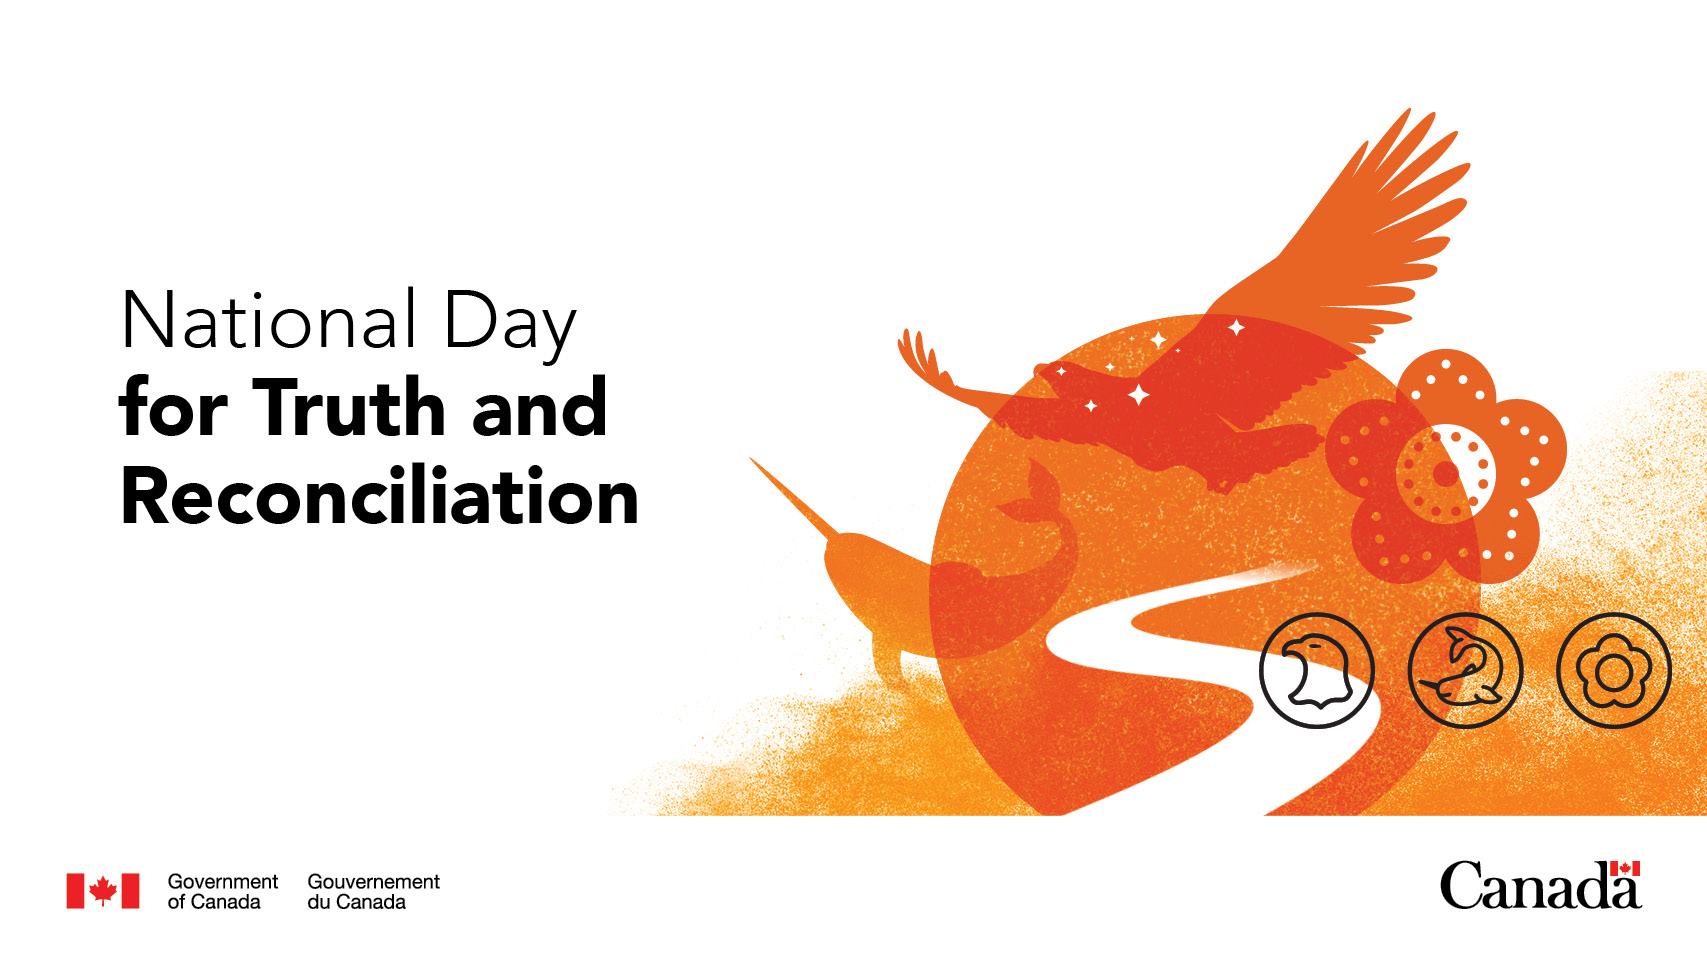 National Day
for Truth and
Reconciliation
Government
of Canada
Gouvernement
du Canada
Canada